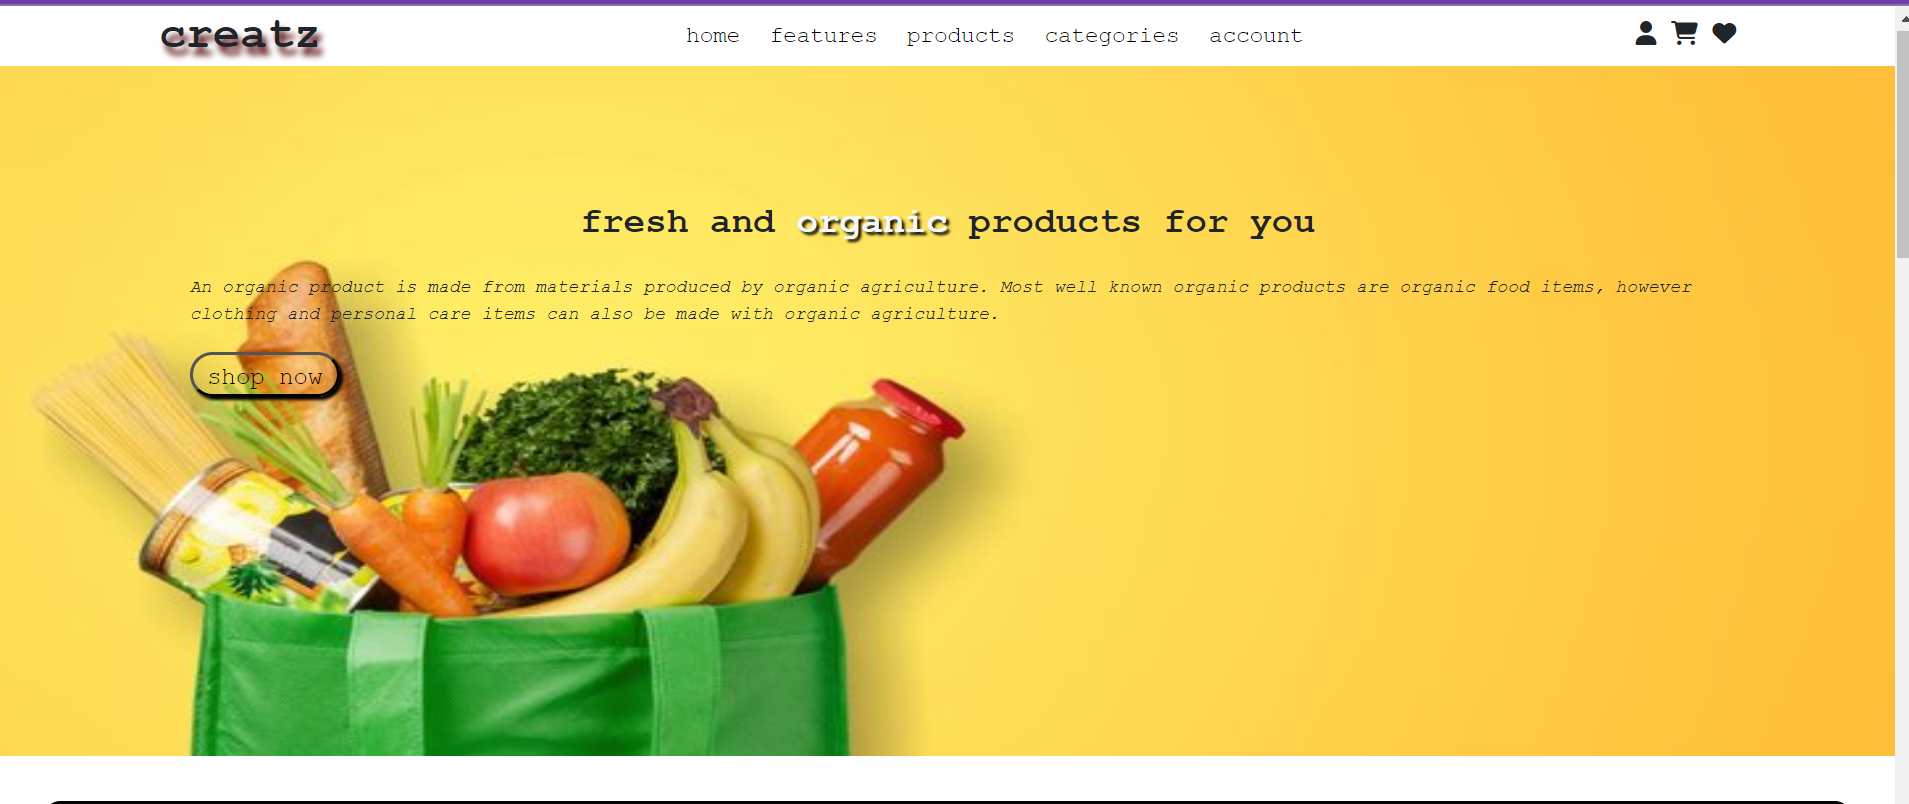 creatz
home features products categories account
fresh and organic products for you
An organic product is made from materials produced by organic agriculture. Most well known organic products are organic food items, however
clothing and personal care items can also be made with organic agriculture.
shop now